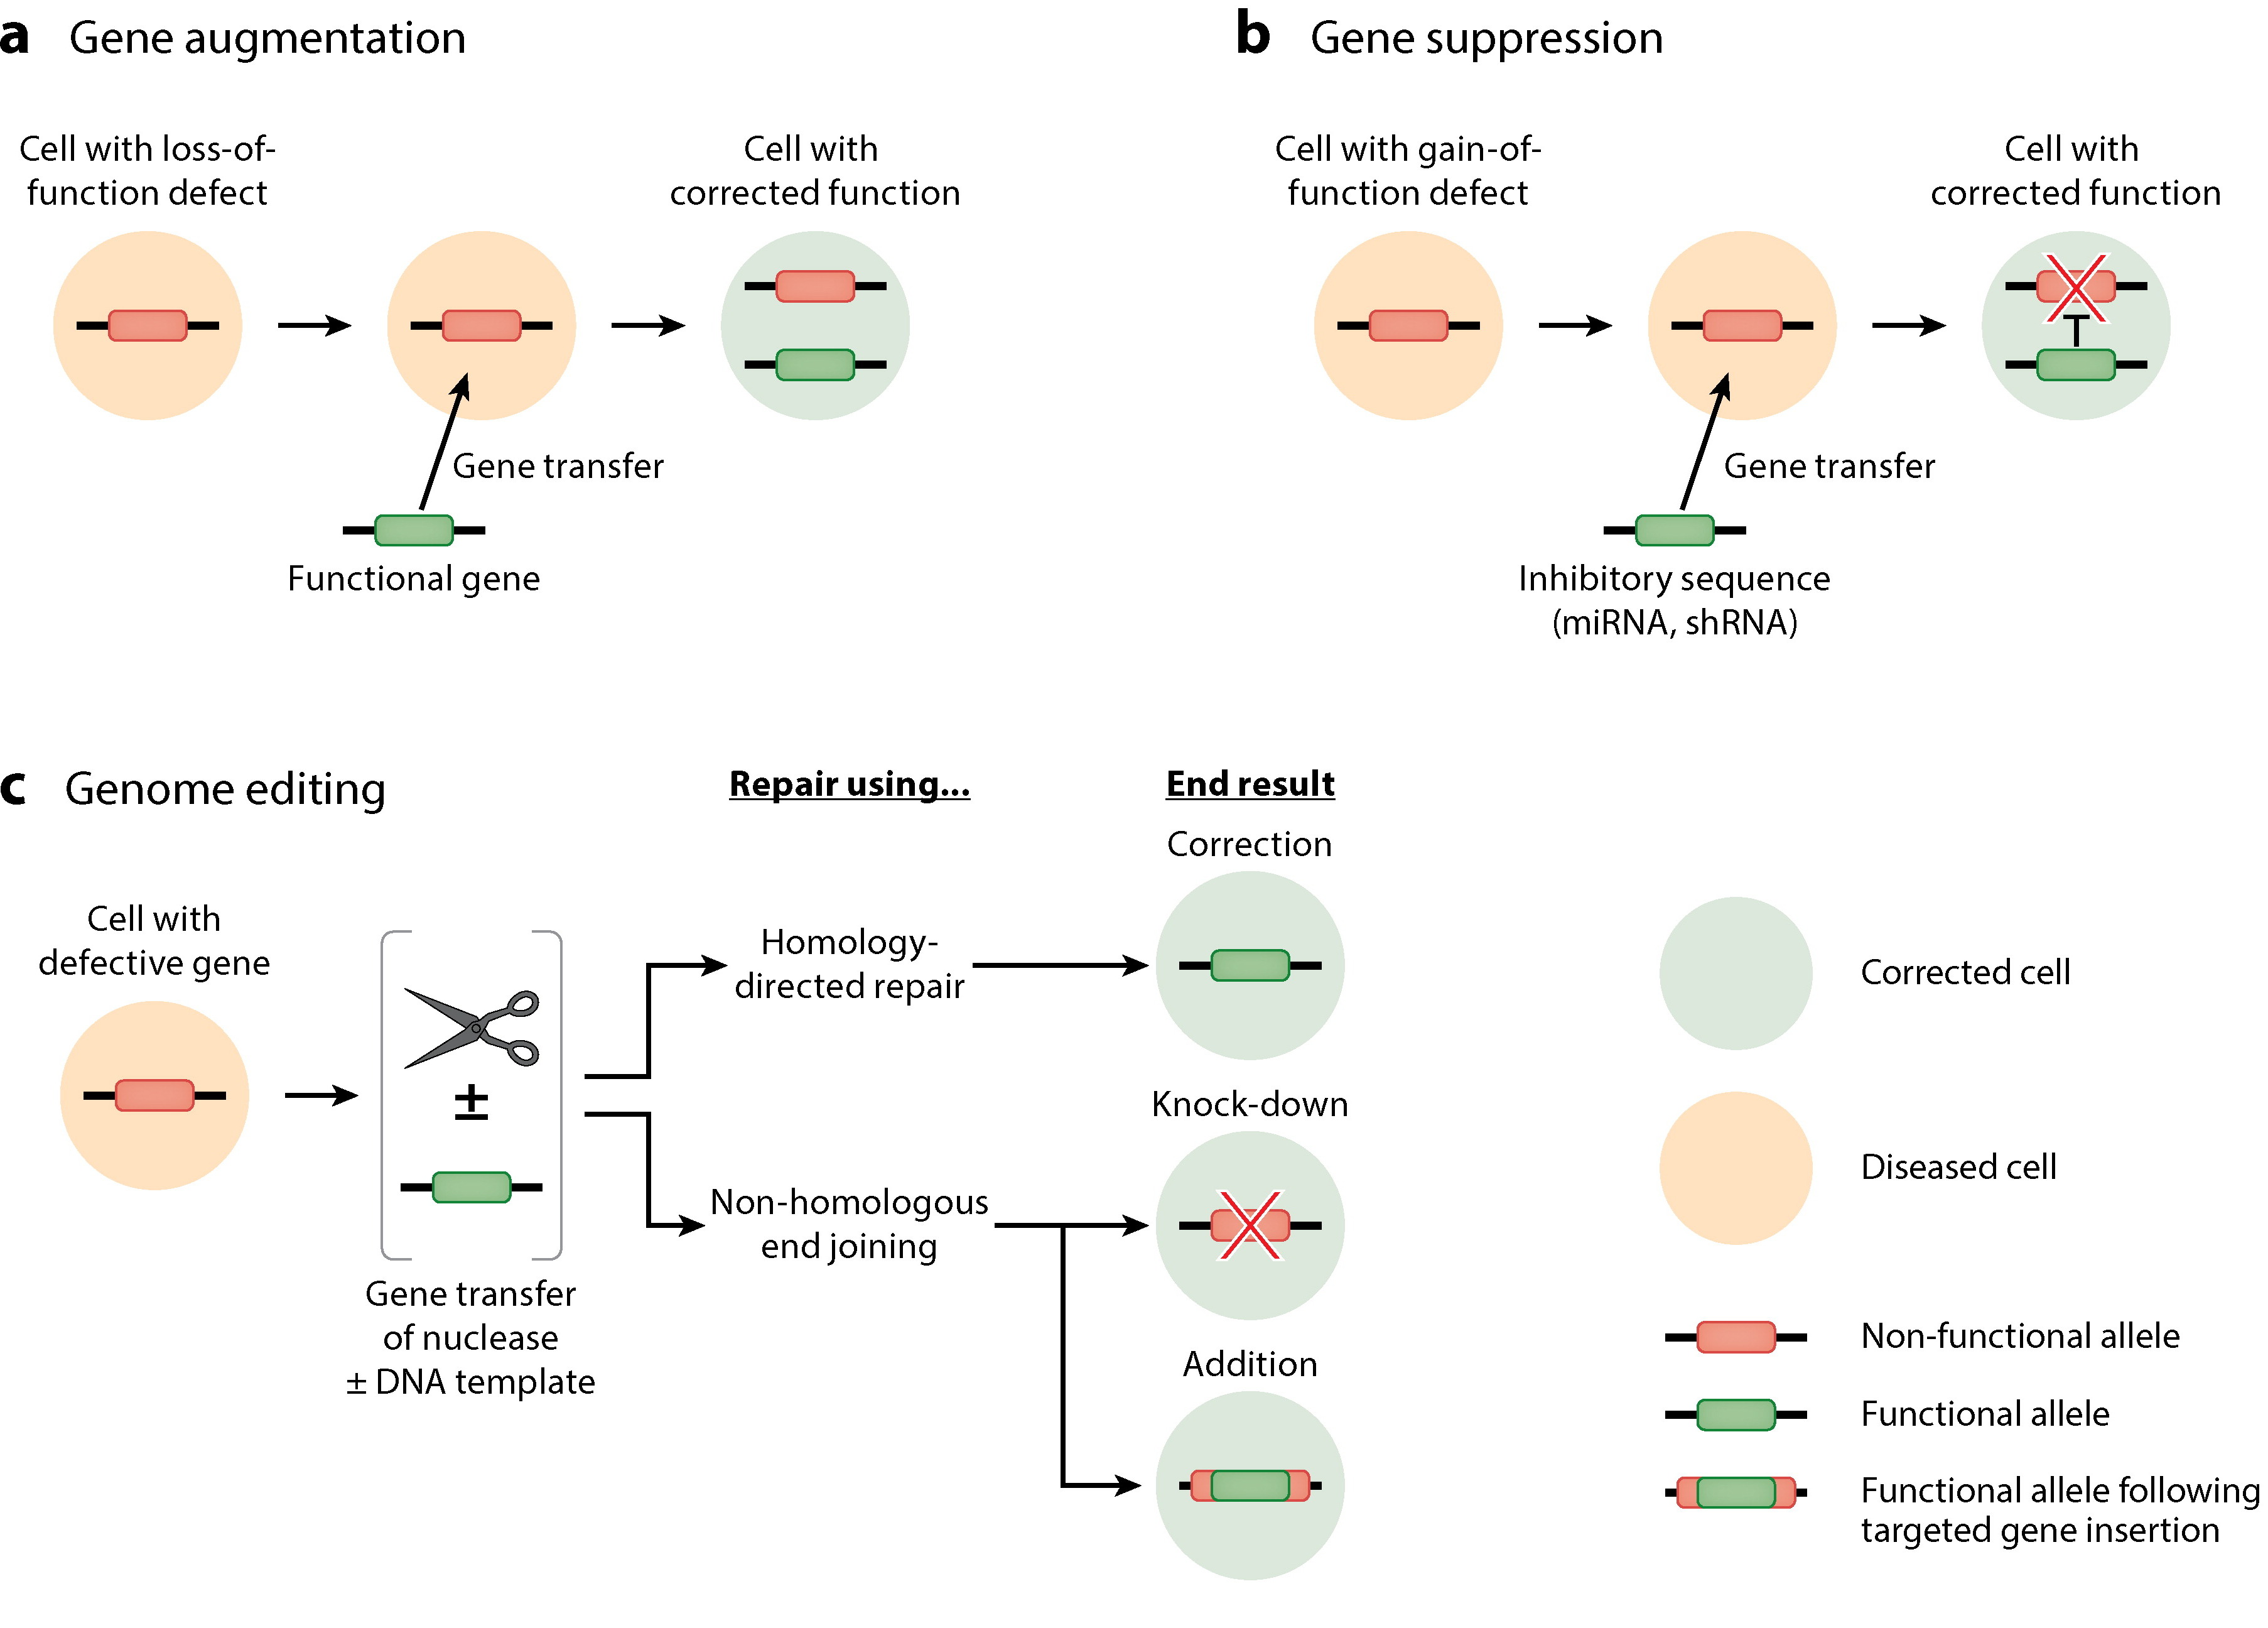 a Gene augmentation
Cell with loss-of-
function defect
Cell with
corrected function
Gene transfer
Functional gene
b Gene suppression
Cell with gain-of-
function defect
Cell with
corrected function
Gene transfer
Inhibitory sequence
(miRNA, shRNA)
c Genome editing
Repair using...
End result
Cell with
defective gene
±
Gene transfer
of nuclease
± DNA template
Homology-
directed repair
Non-homologous
end joining
Correction
Knock-down
Addition
Corrected cell
Diseased cell
Non-functional allele
Functional allele
Functional allele following
targeted gene insertion